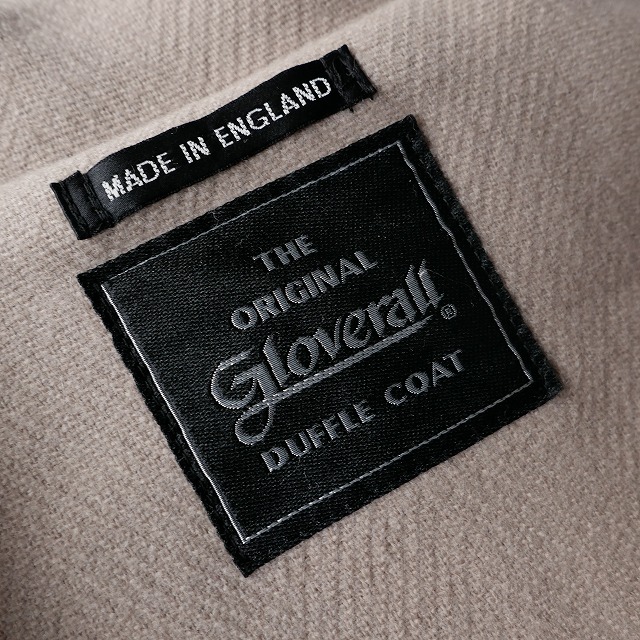 MADE IN ENGLAND
THE
ORIGINAL
Gloverall®
DUFFLE COAT